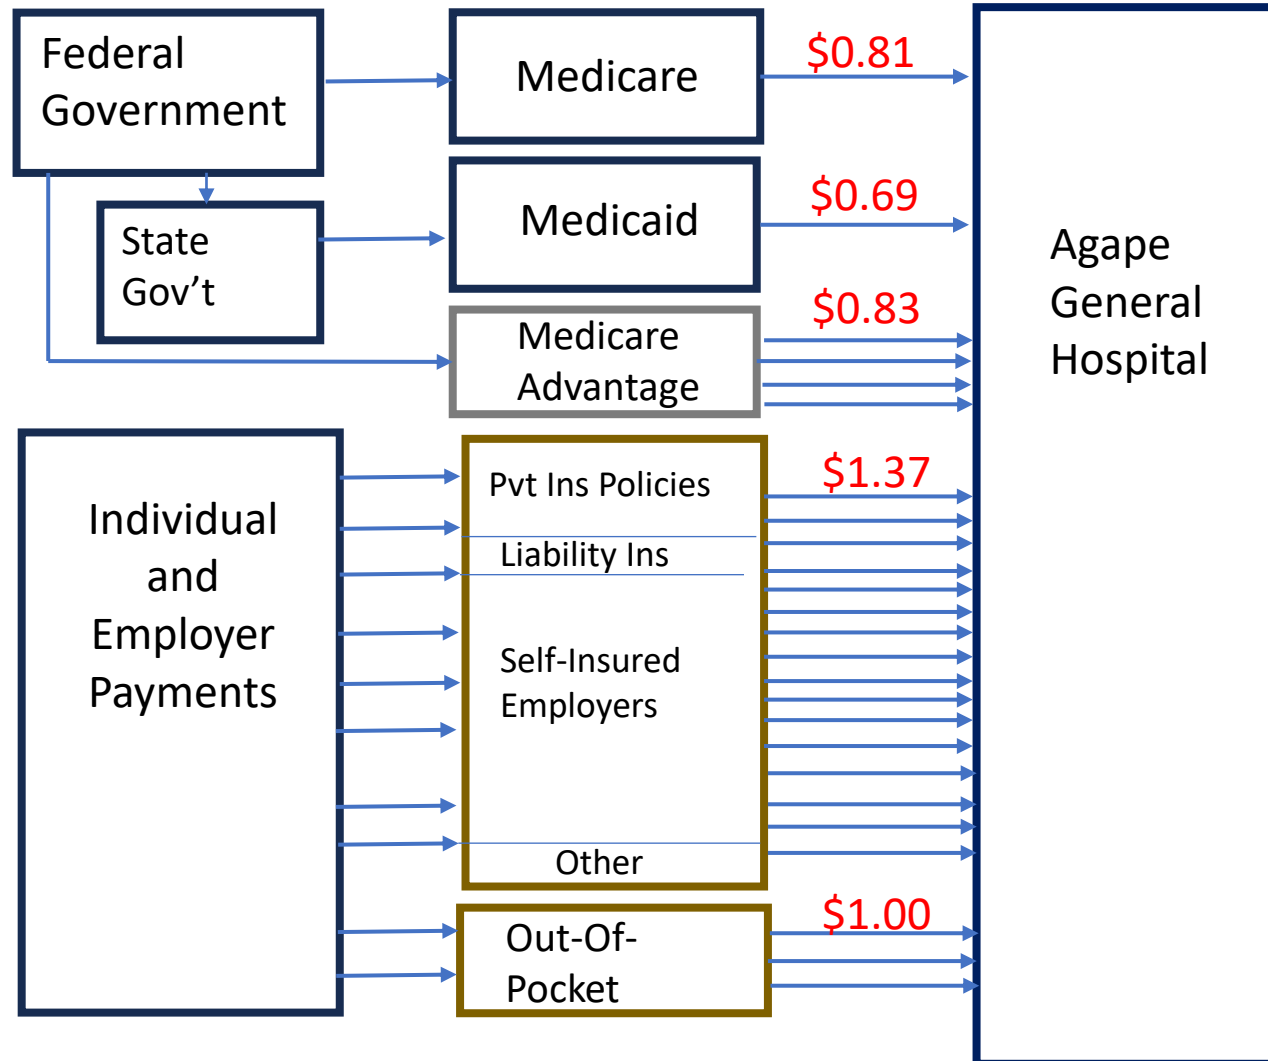 Federal
Government
Medicare
$0.81
State
Gov’t
Medicaid
$0.69
Medicare
Advantage
$0.83
Agape
General
Hospital
Individual
and
Employer
Payments
Pvt Ins Policies
$1.37
Liability Ins
Self-Insured
Employers
Other
Out-Of-
Pocket
$1.00